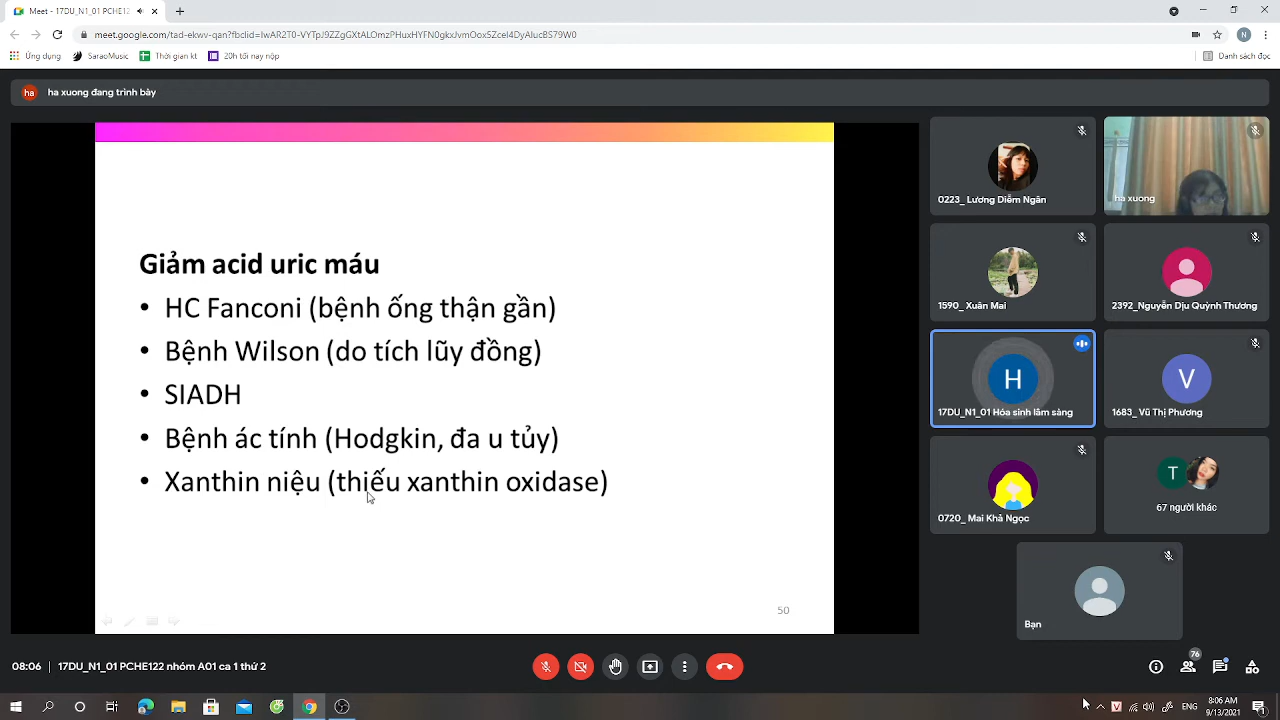 Meet - 17DU_N1_01 PCHE12
meet.google.com/tad-ekwv-qan?fbclid=IwAR2T0-VYTpJ9ZZgGXtALOmzPHuxHYFN0gkxJvmOoxSZcel4DyAlucBS79W0
N
Ứng dụng
SaraoMusic
Thời gian kt
20h tối nay nộp
Danh sách đọc
ha
ha xuong đang trình bày
Giảm acid uric máu
• HC Fanconi (bệnh ống thận gần)
• Bệnh Wilson (do tích lũy đồng)
• SIADH
• Bệnh ác tính (Hodgkin, đa u tủy)
• Xanthin niệu (thiếu xanthin oxidase)
50
0223_ Lương Diễm Ngân
ha xuong
1590_ Xuân Mai
2392_Nguyễn Dịu Quỳnh Thương
H
17DU_N1_01 Hóa sinh lâm sàng
V
1683_ Vũ Thị Phương
0720_ Mai Khả Ngọc
T
67 người khác
Bạn
08:06
17DU_N1_01 PCHE122 nhóm A01 ca 1 thứ 2
76
8:06 AM
9/13/2021